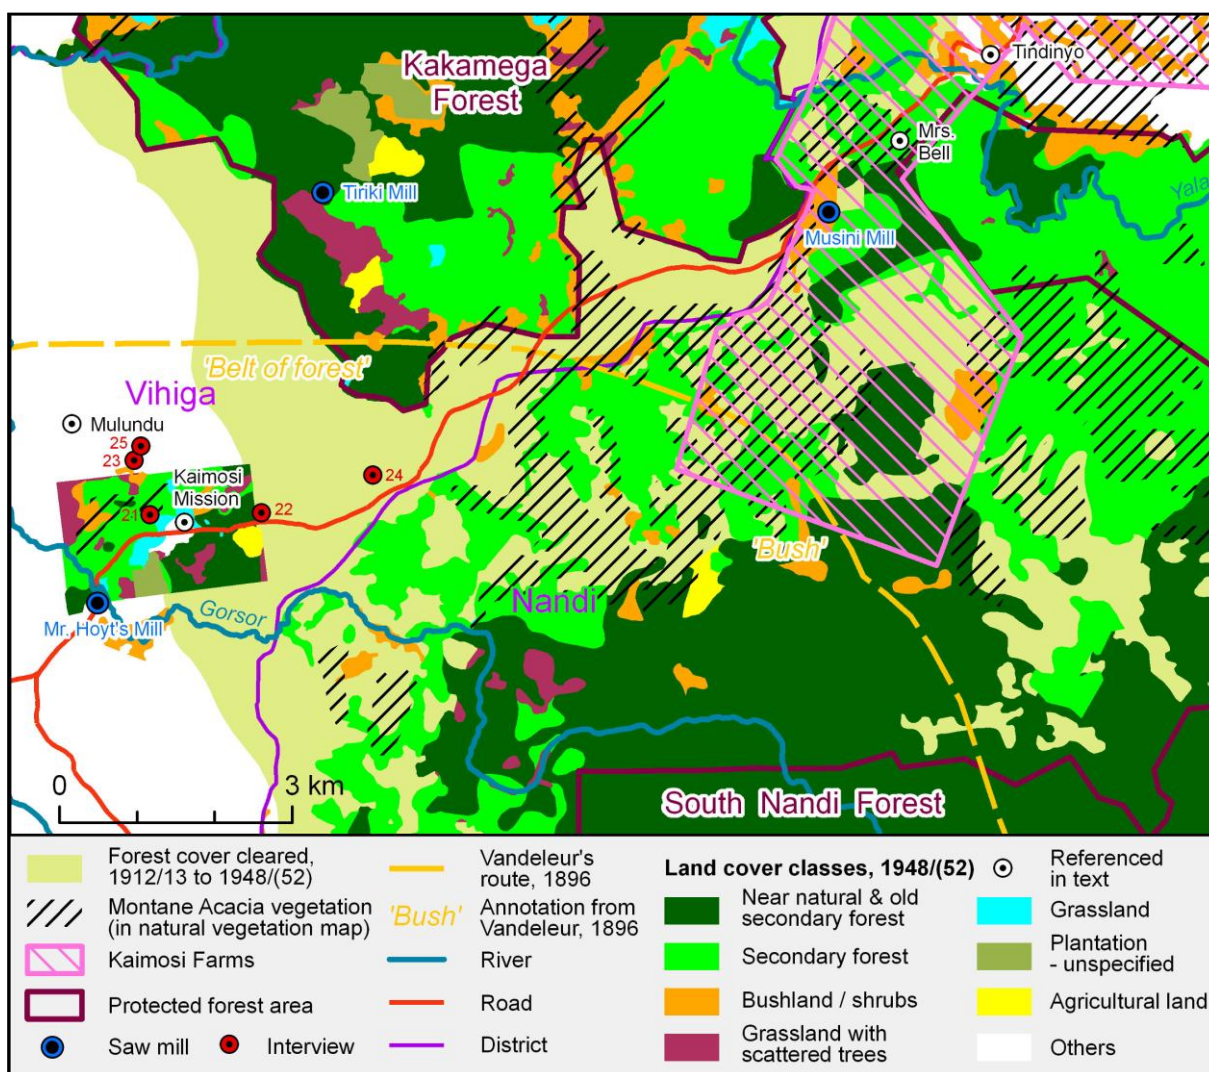 Kakamega
Forest
Tindinyo
Mrs.
Bell
Yala
Tiriki Mill
Musini Mill
'Belt of forest'
Vihiga
Mulundu
25
23
Kaimosi
Mission
24
21
22
'Bush'
Nandi
Gorsor
Mr. Hoyt's Mill
0 3 km
South Nandi Forest
Forest cover cleared,
1912/13 to 1948/(52)
Montane Acacia vegetation
(in natural vegetation map)
Kaimosi Farms
Protected forest area
Saw mill
Interview
Vandeleur's
route, 1896
'Bush'
Annotation from
Vandeleur, 1896
River
Road
District
Land cover classes, 1948/(52)
Near natural & old
secondary forest
Secondary forest
Bushland / shrubs
Grassland with
scattered trees
Referenced
in text
Grassland
Plantation
- unspecified
Agricultural land
Others